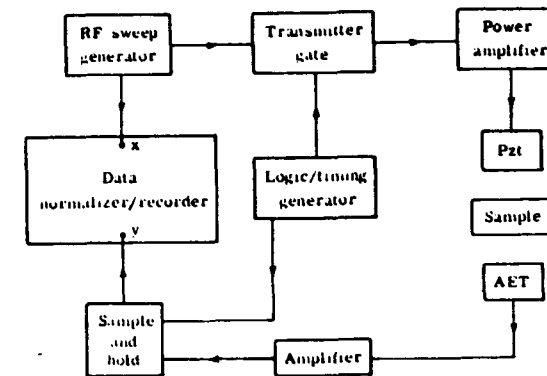 RF sweep
generator
Transmitter
gate
Power
amplifier
x
Data
normalizer/recorder
y
Logic/timing
generator
Pzt
Sample
AET
Sample
and
hold
Amplifier